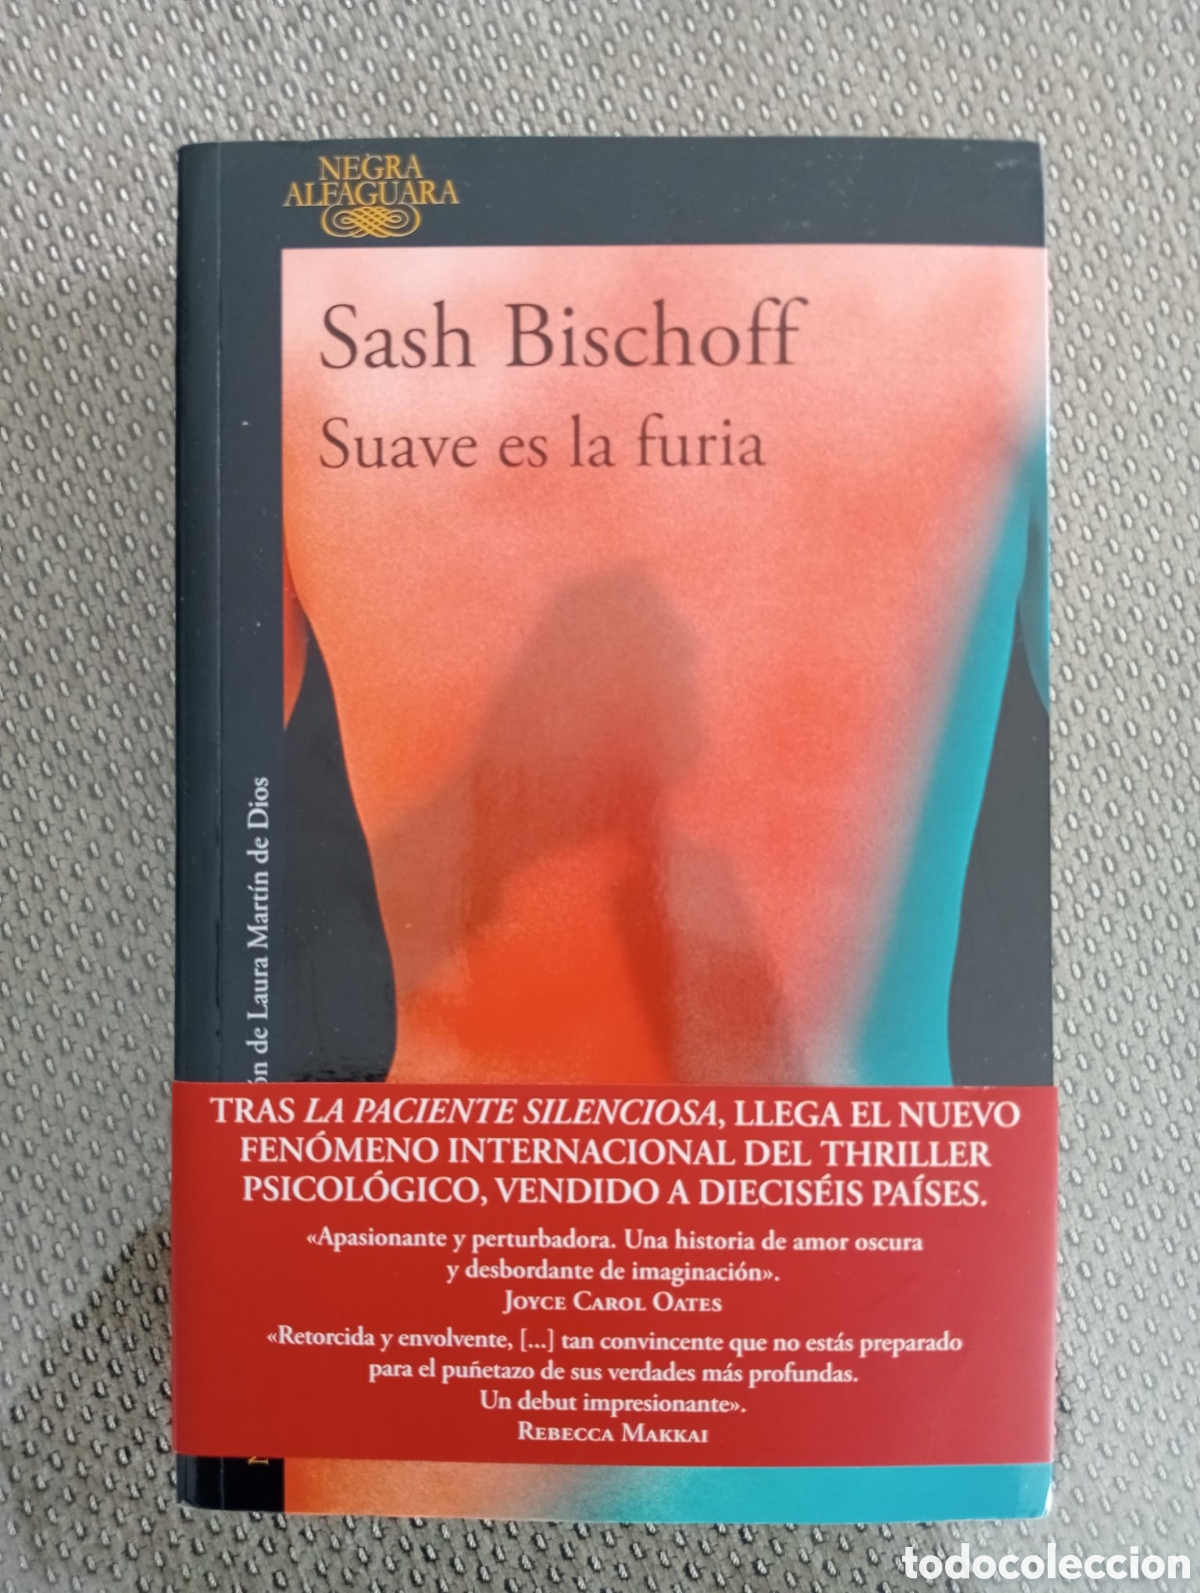 NEGRA
ALFAGUARA
Sash Bischoff
Suave es la furia
de Laura Martín de Dios
TRAS LA PACIENTE SILENCIOSA, LLEGA EL NUEVO
FENÓMENO INTERNACIONAL DEL THRILLER
PSICOLÓGICO, VENDIDO A DIECISÉIS PAÍSES.
«Apasionante y perturbadora. Una historia de amor oscura
y desbordante de imaginación».
JOYCE CAROL OATES
«Retorcida y envolvente, [...] tan convincente que no estás preparado
para el puñetazo de sus verdades más profundas.
Un debut impresionante».
REBECCA MAKKAI
todocoleccion